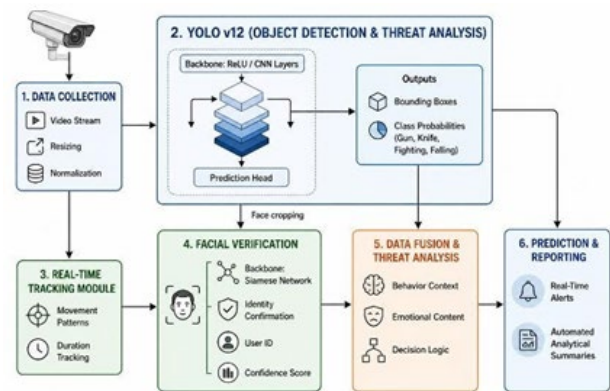 2. YOLO v12 (OBJECT DETECTION & THREAT ANALYSIS)
Backbone: ReLU / CNN Layers
Prediction Head
Outputs
Bounding Boxes
Class Probabilities
(Gun, Knife,
Fighting, Falling)
1. DATA COLLECTION
Video Stream
Resizing
Normalization
Face cropping
3. REAL-TIME
TRACKING MODULE
Movement
Patterns
Duration
Tracking
4. FACIAL VERIFICATION
Backbone:
Siamese Network
Identity
Confirmation
User ID
Confidence Score
5. DATA FUSION &
THREAT ANALYSIS
Behavior Context
Emotional Content
Decision Logic
6. PREDICTION &
REPORTING
Real-Time
Alerts
Automated
Analytical
Summaries